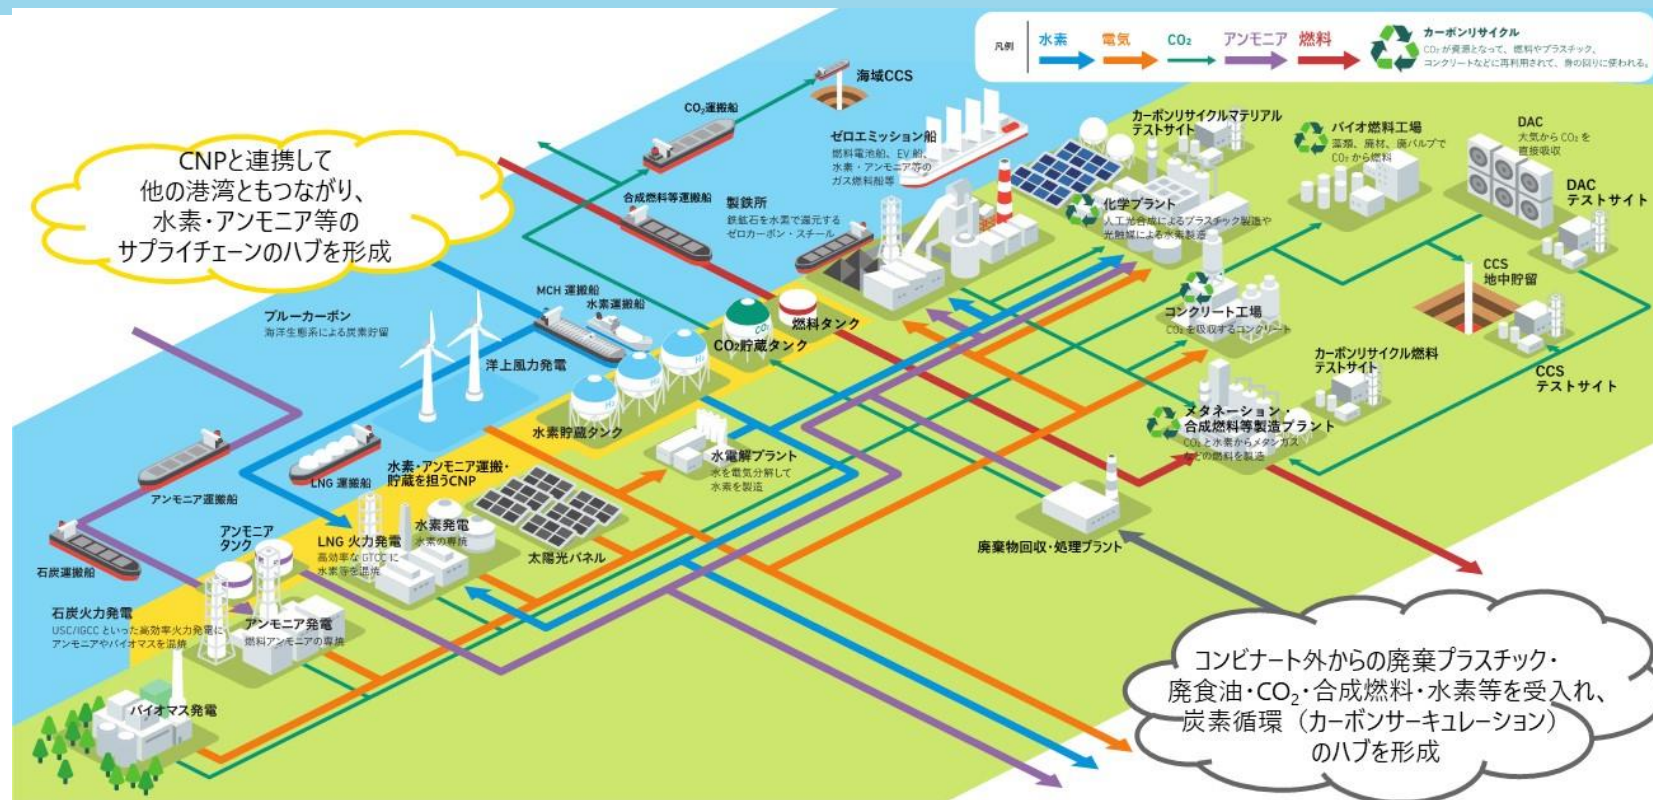 凡例
水素
電気
CO₂
アンモニア
燃料
カーボンリサイクル
CO₂ が資源となって、燃料やプラスチック、
コンクリートなどに再利用されて、身の回りに使われる。
CNPと連携して
他の港湾ともつながり、
水素・アンモニア等の
サプライチェーンのハブを形成
海域CCS
CO₂運搬船
ゼロエミッション船
燃料電池船、EV 船、
水素・アンモニア等の
ガス燃料船等
カーボンリサイクルマテリアル
テストサイト
バイオ燃料工場
藻類、廃材、廃パルプで
CO₂ から燃料
DAC
大気から CO₂ を
直接吸収
DAC
テストサイト
合成燃料等運搬船
製鉄所
鉄鉱石を水素で還元する
ゼロカーボン・スチール
化学プラント
人工光合成によるプラスチック製造や
光触媒による水素製造
CCS
地中貯留
MCH 運搬船
水素運搬船
ブルーカーボン
海洋生態系による炭素貯留
洋上風力発電
燃料タンク
CO₂
CO₂貯蔵タンク
コンクリート工場
CO₂ を吸収するコンクリート
カーボンリサイクル燃料
テストサイト
CCS
テストサイト
H₂
H₂
H₂
水素貯蔵タンク
メタネーション・
合成燃料等製造プラント
CO₂ と水素からメタンガス
などの燃料を製造
水電解プラント
水を電気分解して
水素を製造
アンモニア運搬船
LNG 運搬船
水素・アンモニア運搬・
貯蔵を担うCNP
アンモニア
タンク
LNG 火力発電
高効率な GTCC に
水素等を混焼
水素発電
水素の専焼
太陽光パネル
廃棄物回収・処理プラント
石炭運搬船
石炭火力発電
USC/IGCC といった高効率火力発電に
アンモニアやバイオマスを混焼
アンモニア発電
燃料アンモニアの専焼
バイオマス発電
コンビナート外からの廃棄プラスチック・
廃食油・CO₂・合成燃料・水素等を受入れ、
炭素循環（カーボンサーキュレーション）
のハブを形成